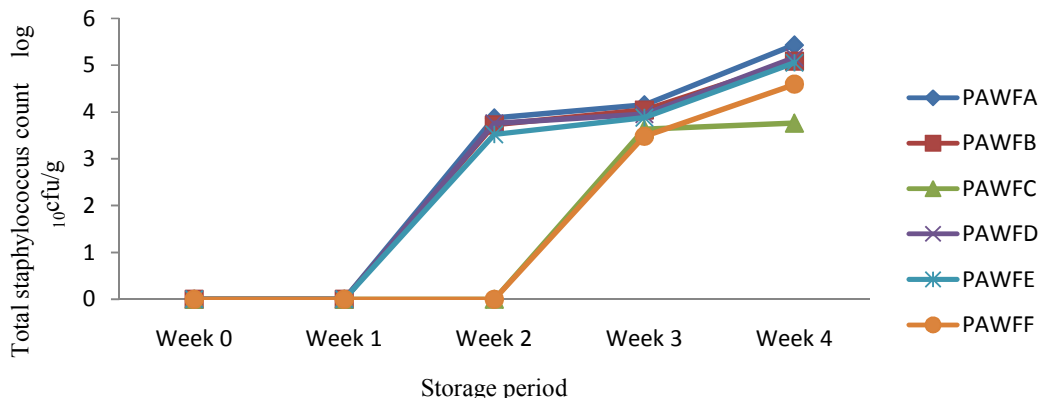 Total staphylococcus count log
10cfu/g
6
5
4
3
2
1
0
Week 0 Week 1 Week 2 Week 3 Week 4
Storage period
PAWFA
PAWFB
PAWFC
PAWFD
PAWFE
PAWFF